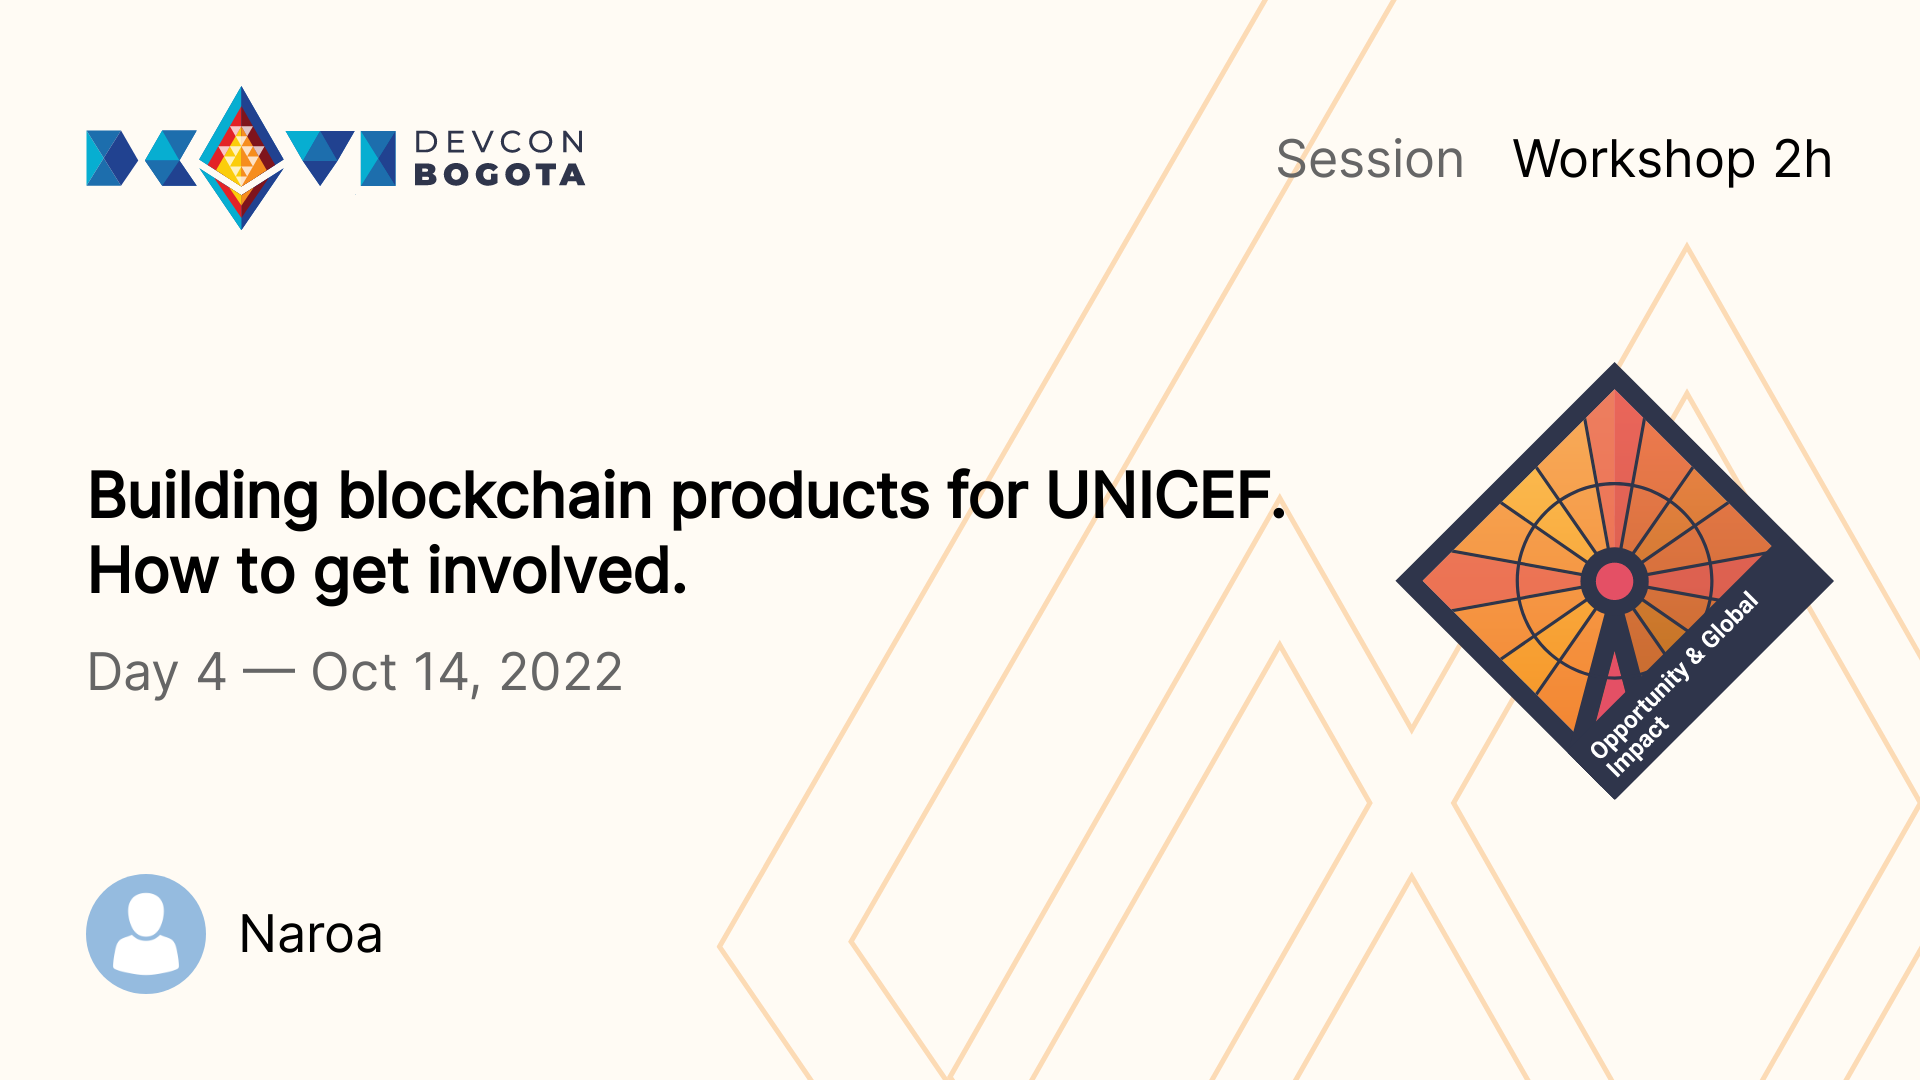 DEVCON
BOGOTA
Session Workshop 2h
Building blockchain products for UNICEF.
How to get involved.
Day 4 — Oct 14, 2022
Opportunity & Global
Impact
Naroa